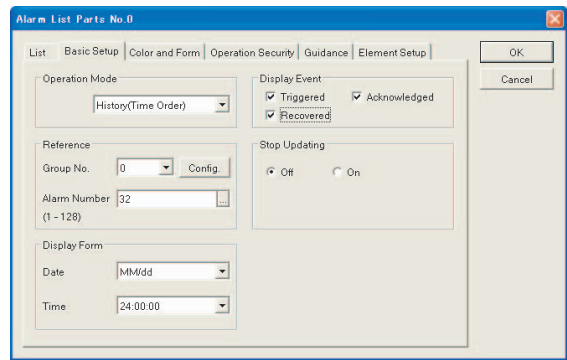 Alarm List Parts No.0
List Basic Setup Color and Form Operation Security Guidance Element Setup
OK
Cancel
Operation Mode
History(Time Order)
Display Event
Triggered Acknowledged
Recovered
Reference
Group No. 0 Config.
Alarm Number 32 ...
(1 - 128)
Stop Updating
Off On
Display Form
Date MM/dd
Time 24:00:00